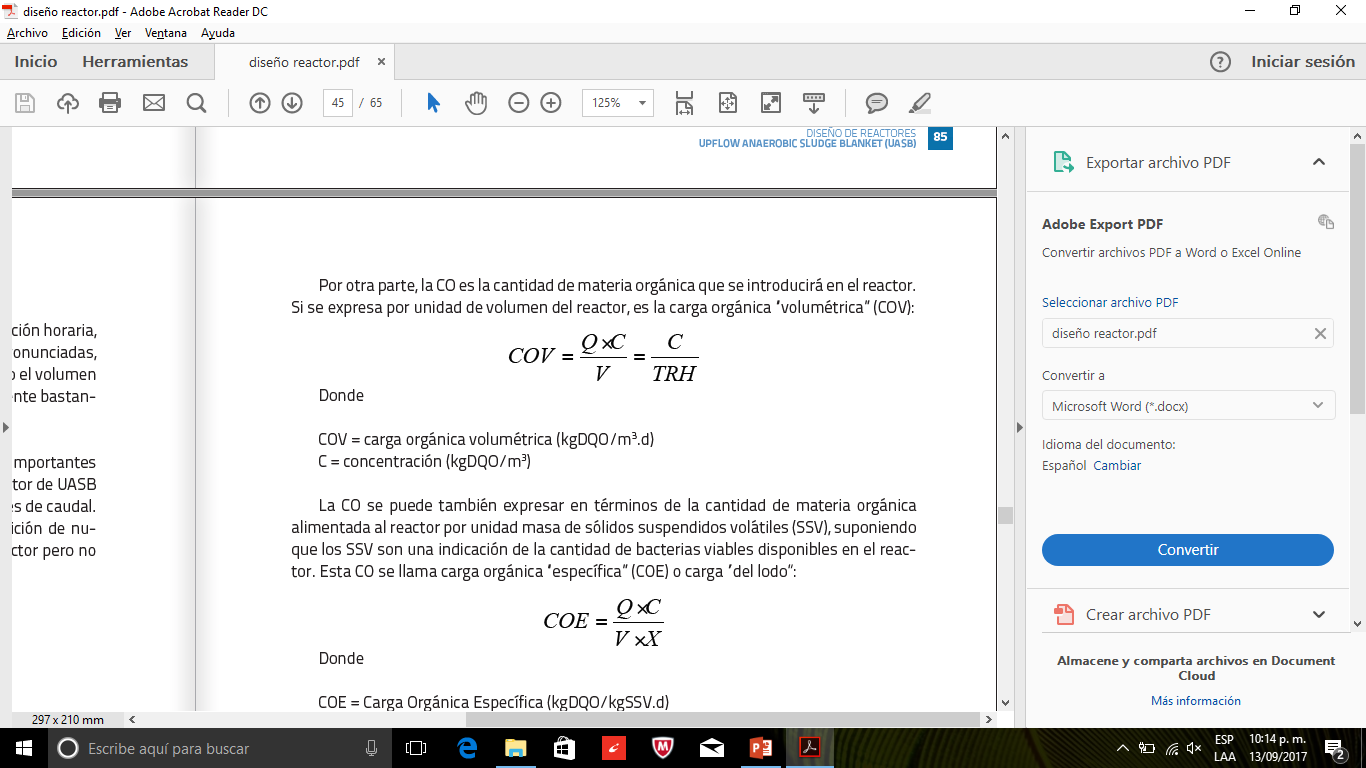 diseño reactor.pdf - Adobe Acrobat Reader DC
Archivo Edición Ver Ventana Ayuda
Inicio Herramientas diseño reactor.pdf × Iniciar sesión
45 / 65 125%
DISEÑO DE REACTORES
UPFLOW ANAEROBIC SLUDGE BLANKET (UASB) 85
ción horaria,
onunciadas,
o el volumen
ente bastan-
mportantes
tor de UASB
es de caudal.
ición de nu-
ctor pero no
Por otra parte, la CO es la cantidad de materia orgánica que se introducirá en el reactor.
Si se expresa por unidad de volumen del reactor, es la carga orgánica "volumétrica" (COV):
COV = Q×C / V = C / TRH
Donde
COV = carga orgánica volumétrica (kgDQO/m³.d)
C = concentración (kgDQO/m³)
La CO se puede también expresar en términos de la cantidad de materia orgánica
alimentada al reactor por unidad masa de sólidos suspendidos volátiles (SSV), suponiendo
que los SSV son una indicación de la cantidad de bacterias viables disponibles en el reac-
tor. Esta CO se llama carga orgánica "específica" (COE) o carga "del lodo":
COE = Q×C / V×X
Donde
COE = Carga Orgánica Específica (kgDQO/kgSSV.d)
297 x 210 mm
Exportar archivo PDF
Adobe Export PDF
Convertir archivos PDF a Word o Excel Online
Seleccionar archivo PDF
diseño reactor.pdf
Convertir a
Microsoft Word (*.docx)
Idioma del documento:
Español Cambiar
Convertir
Crear archivo PDF
Almacene y comparta archivos en Document
Cloud
Más información
Escribe aquí para buscar
ESP 10:14 p. m.
LAA 13/09/2017 2